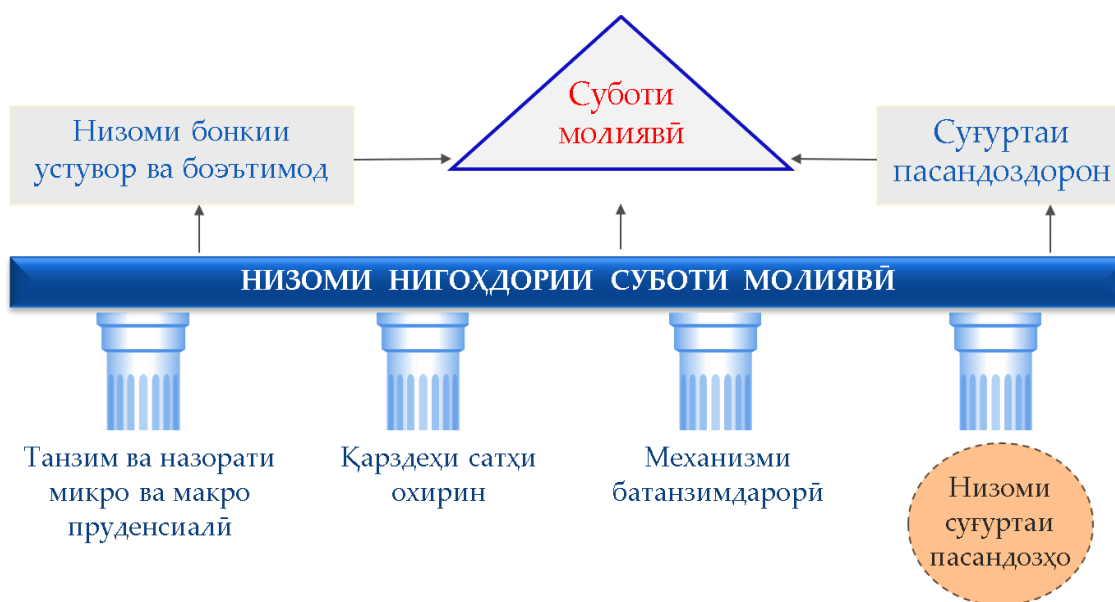 Суботи
молиявӣ
Низоми бонкии
устувор ва боэътимод
Суғуртаи
пасандоздорон
НИЗОМИ НИГОҲДОРИИ СУБОТИ МОЛИЯВӢ
Танзим ва назорати
микро ва макро
пруденсиалӣ
Қарздеҳи сатҳи
охирин
Механизми
батанзимдарорӣ
Низоми
суғуртаи
пасандозҳо